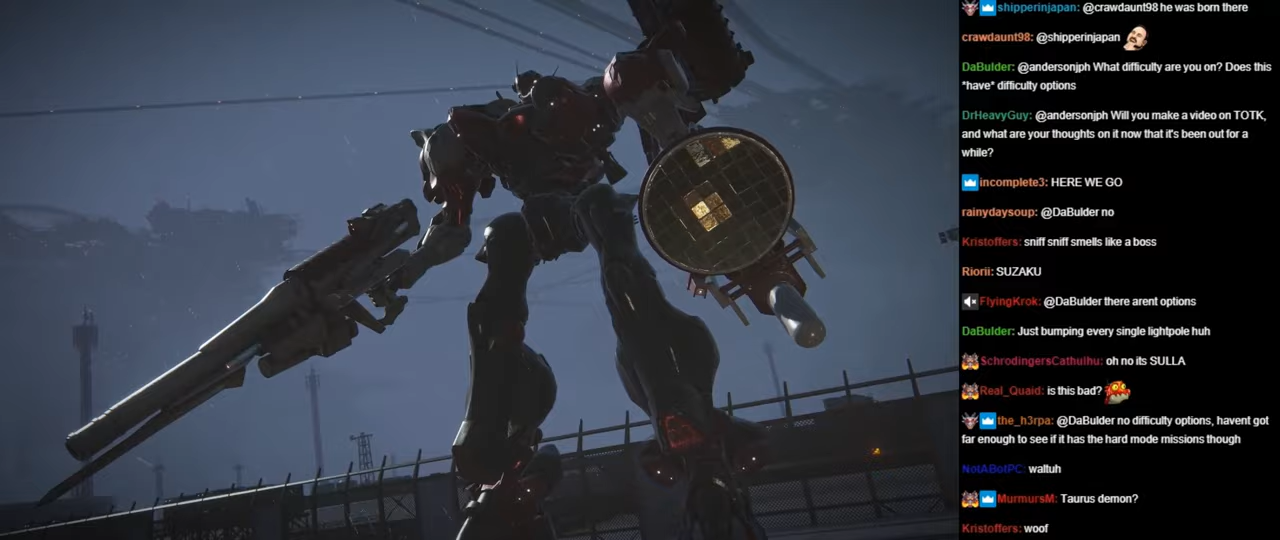 shipperinjapan: @crawdaunt98 he was born there
crawdaunt98: @shipperinjapan
DaBulder: @andersonjph What difficulty are you on? Does this
*have* difficulty options
DrHeavyGuy: @andersonjph Will you make a video on TOTK,
and what are your thoughts on it now that it's been out for a
while?
incomplete3: HERE WE GO
rainydaysoup: @DaBulder no
Kristoffers: sniff sniff smells like a boss
Riorii: SUZAKU
FlyingKrok: @DaBulder there arent options
DaBulder: Just bumping every single lightpole huh
SchrodingersCathulhu: oh no its SULLA
Real_Quaid: is this bad?
the_h3rpa: @DaBulder no difficulty options, havent got
far enough to see if it has the hard mode missions though
NotABotPC: waltuh
MurmursM: Taurus demon?
Kristoffers: woof